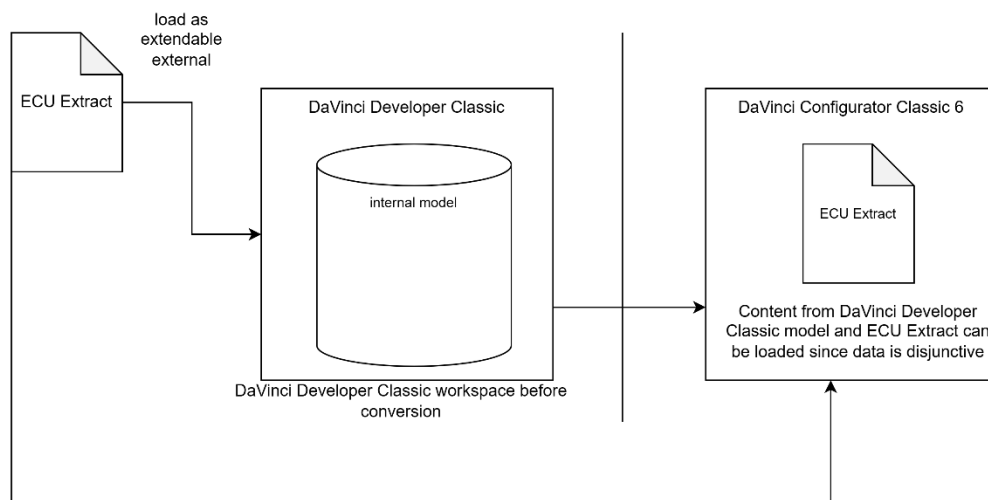 load as
extendable
external
ECU Extract
DaVinci Developer Classic
internal model
DaVinci Developer Classic workspace before
conversion
DaVinci Configurator Classic 6
ECU Extract
Content from DaVinci Developer
Classic model and ECU Extract can
be loaded since data is disjunctive